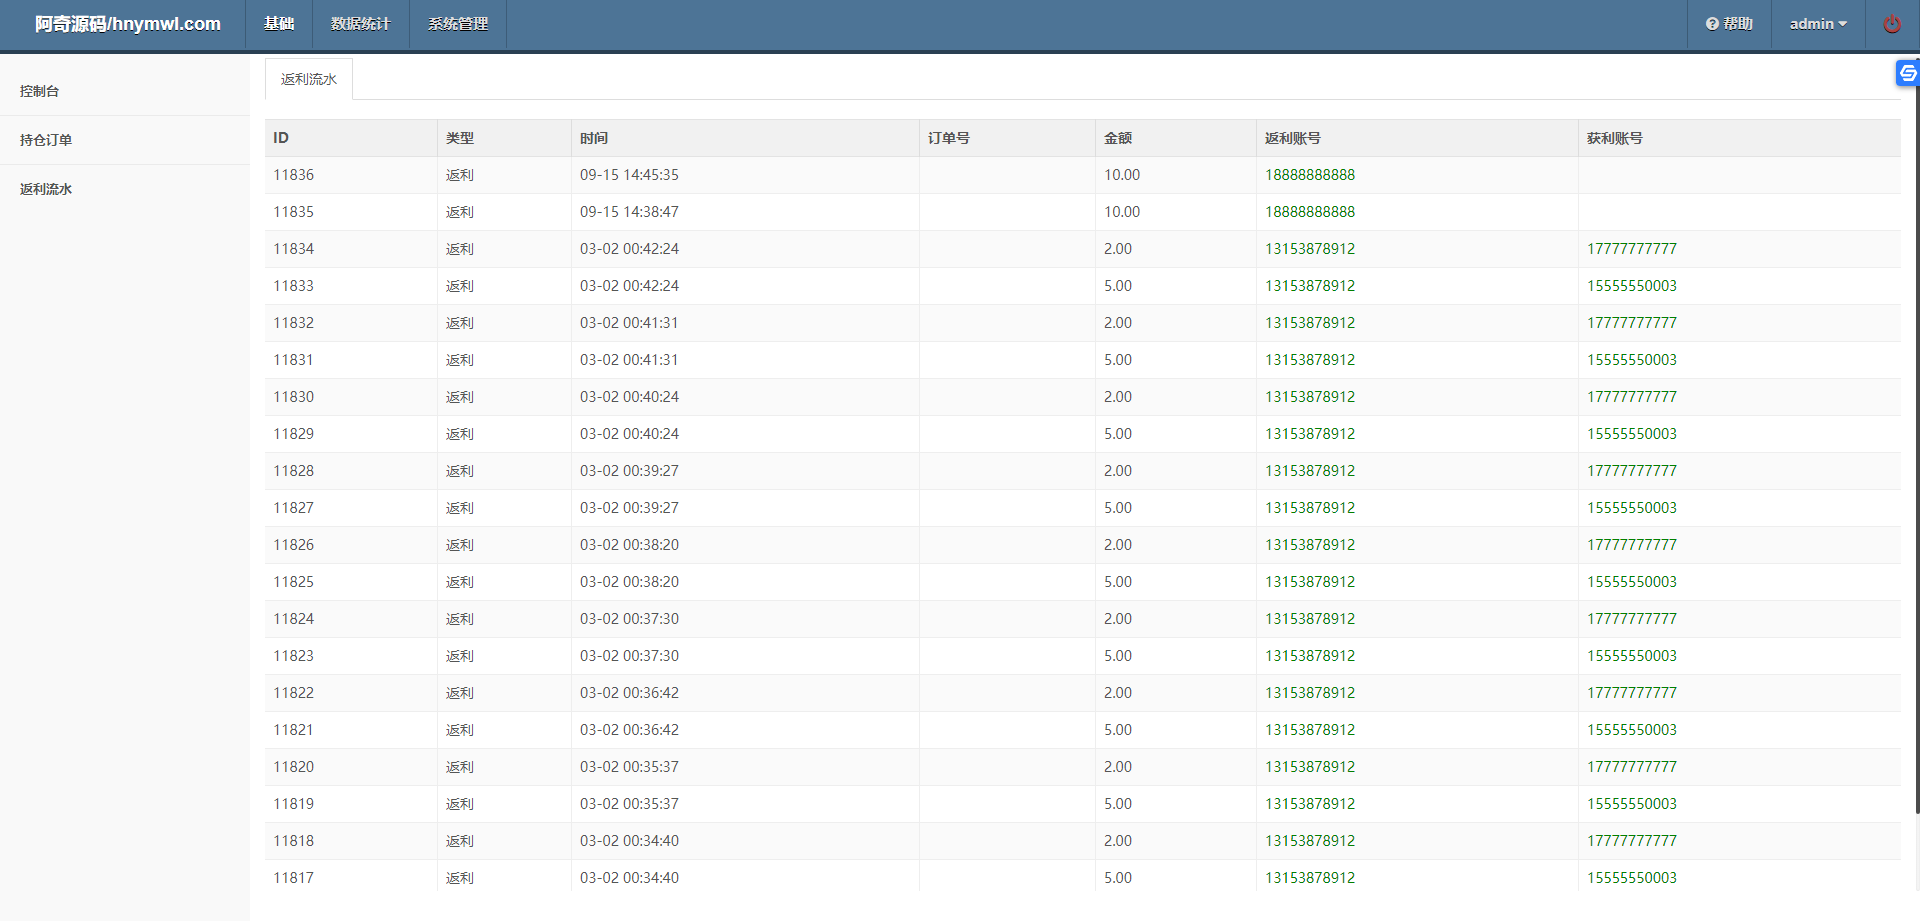 阿奇源码/hnymwl.com 基础 数据统计 系统管理 帮助 admin
控制台
持仓订单
返利流水
返利流水
ID 类型 时间 订单号 金额 返利账号 获利账号
11836 返利 09-15 14:45:35 10.00 18888888888
11835 返利 09-15 14:38:47 10.00 18888888888
11834 返利 03-02 00:42:24 2.00 13153878912 17777777777
11833 返利 03-02 00:42:24 5.00 13153878912 15555550003
11832 返利 03-02 00:41:31 2.00 13153878912 17777777777
11831 返利 03-02 00:41:31 5.00 13153878912 15555550003
11830 返利 03-02 00:40:24 2.00 13153878912 17777777777
11829 返利 03-02 00:40:24 5.00 13153878912 15555550003
11828 返利 03-02 00:39:27 2.00 13153878912 17777777777
11827 返利 03-02 00:39:27 5.00 13153878912 15555550003
11826 返利 03-02 00:38:20 2.00 13153878912 17777777777
11825 返利 03-02 00:38:20 5.00 13153878912 15555550003
11824 返利 03-02 00:37:30 2.00 13153878912 17777777777
11823 返利 03-02 00:37:30 5.00 13153878912 15555550003
11822 返利 03-02 00:36:42 2.00 13153878912 17777777777
11821 返利 03-02 00:36:42 5.00 13153878912 15555550003
11820 返利 03-02 00:35:37 2.00 13153878912 17777777777
11819 返利 03-02 00:35:37 5.00 13153878912 15555550003
11818 返利 03-02 00:34:40 2.00 13153878912 17777777777
11817 返利 03-02 00:34:40 5.00 13153878912 15555550003